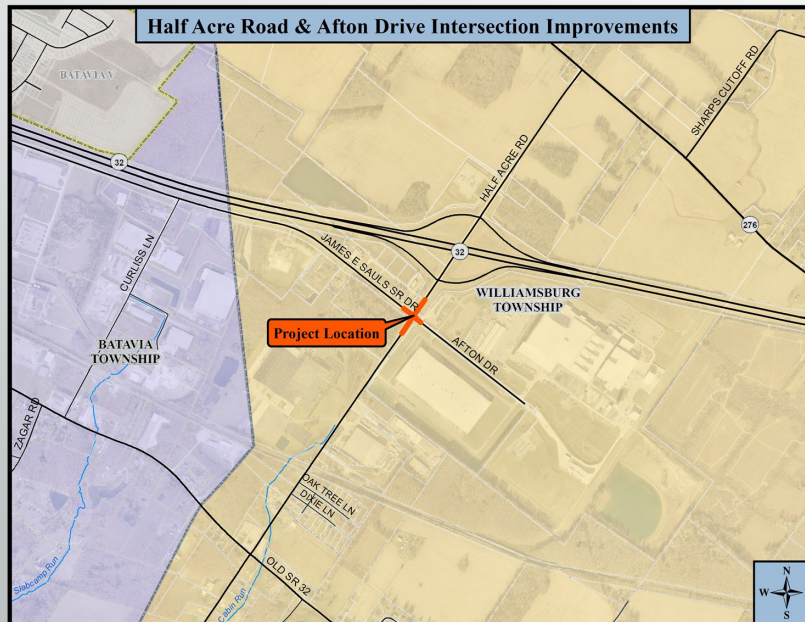 Half Acre Road & Afton Drive Intersection Improvements
BATAVIA V
SHARPS CUTOFF RD
32
HALF ACRE RD
276
CURLISS LN
JAMES E SAULS SR DR
32
WILLIAMSBURG
TOWNSHIP
Project Location
BATAVIA
TOWNSHIP
AFTON DR
ZAGAR RD
OAK TREE LN
DIXIE LN
OLD SR 32
Slabcamp Run
Cabin Run
N
W E
S